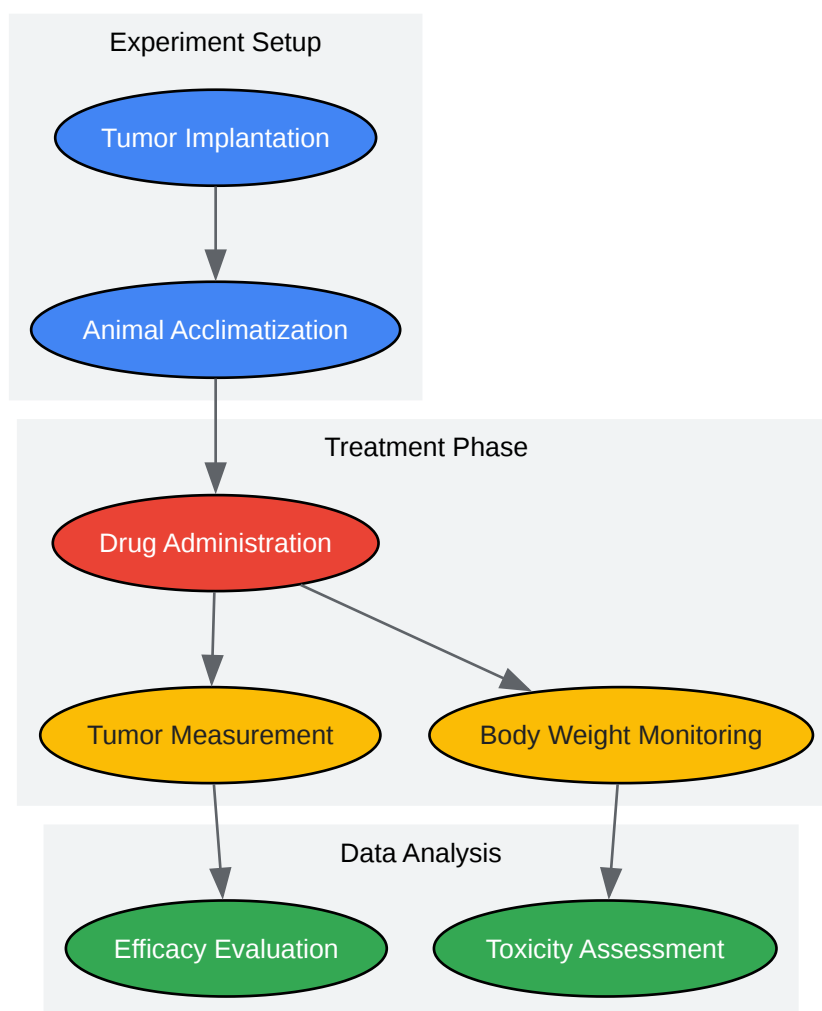 Experiment Setup
Tumor Implantation
Animal Acclimatization
Treatment Phase
Drug Administration
Tumor Measurement
Body Weight Monitoring
Data Analysis
Efficacy Evaluation
Toxicity Assessment